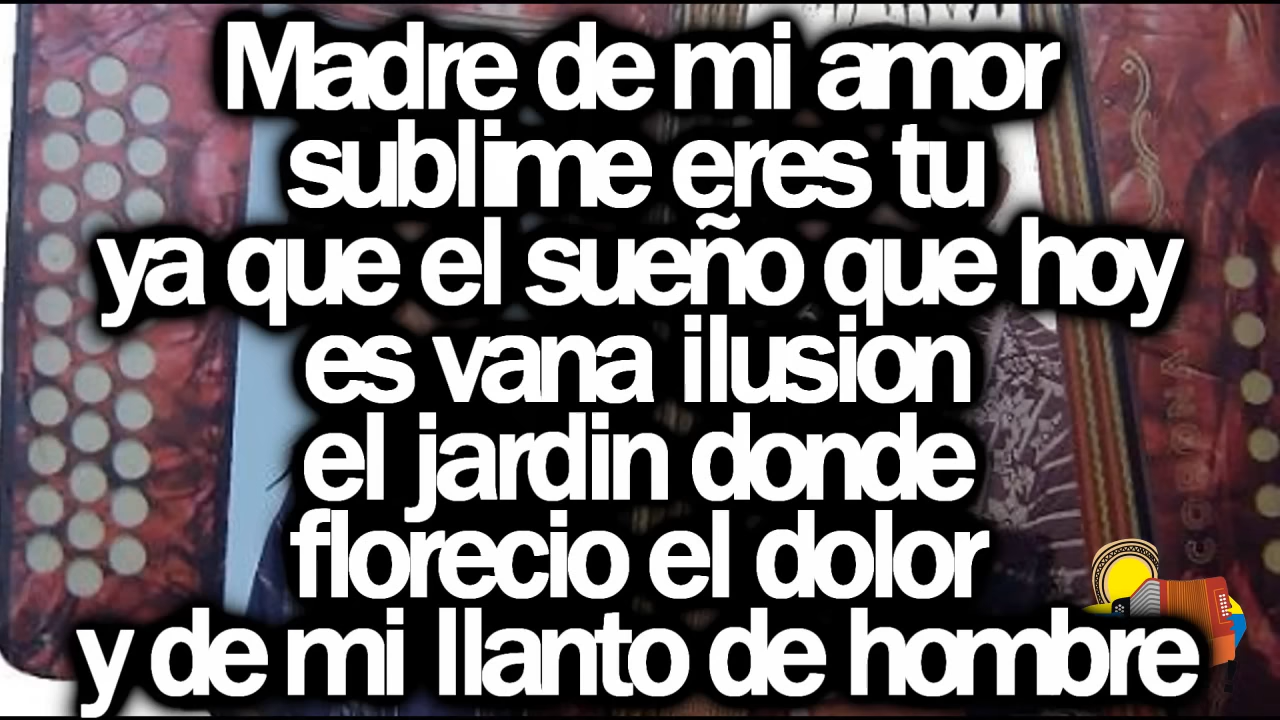 Madre de mi amor
sublime eres tu
ya que el sueño que hoy
es vana ilusion
el jardin donde
florecio el dolor
y de mi llanto de hombre
CORONA